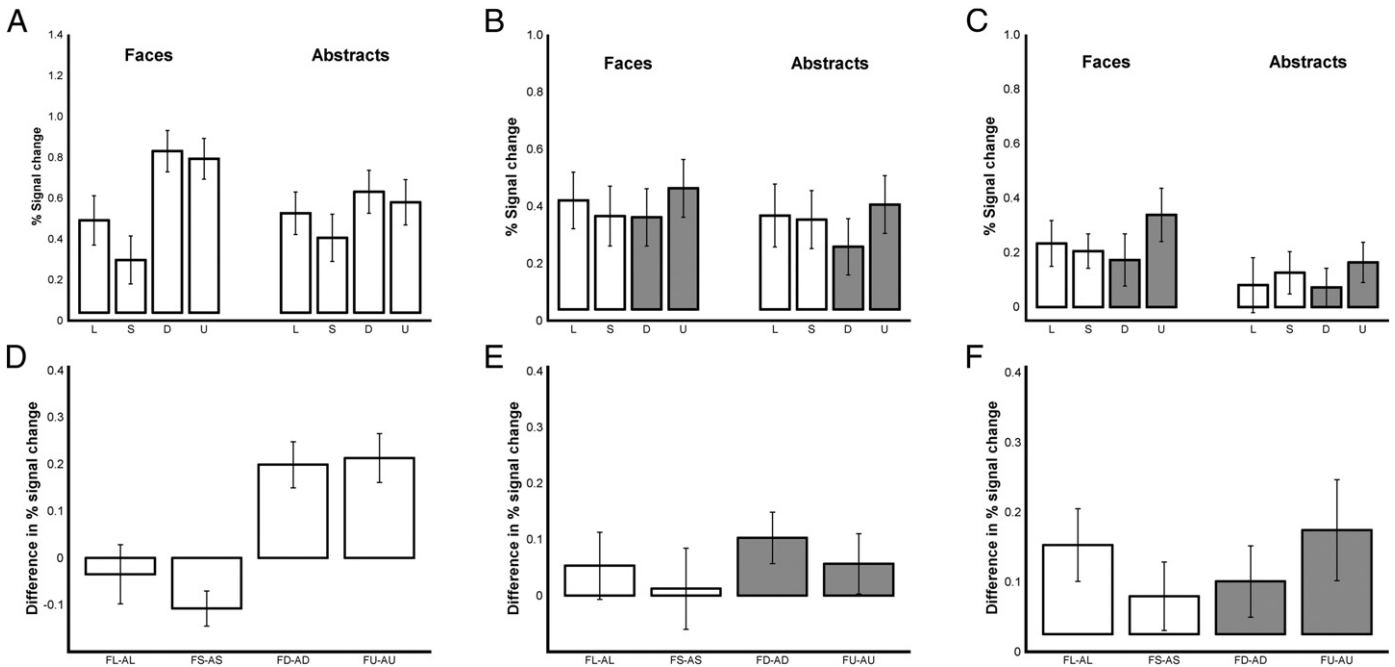 A
% Signal change
1.4
1.2
1.0
0.8
0.6
0.4
0.2
0
Faces
Abstracts
L S D U L S D U
B
% Signal change
1.0
0.8
0.6
0.4
0.2
0
Faces
Abstracts
L S D U L S D U
C
% Signal change
1.0
0.8
0.6
0.4
0.2
0
Faces
Abstracts
L S D U L S D U
D
Difference in % signal change
0.4
0.3
0.2
0.1
0
-0.1
FL-AL FS-AS FD-AD FU-AU
E
Difference in % signal change
0.4
0.3
0.2
0.1
0
FL-AL FS-AS FD-AD FU-AU
F
Difference in % signal change
0.4
0.3
0.2
0.1
0
FL-AL FS-AS FD-AD FU-AU